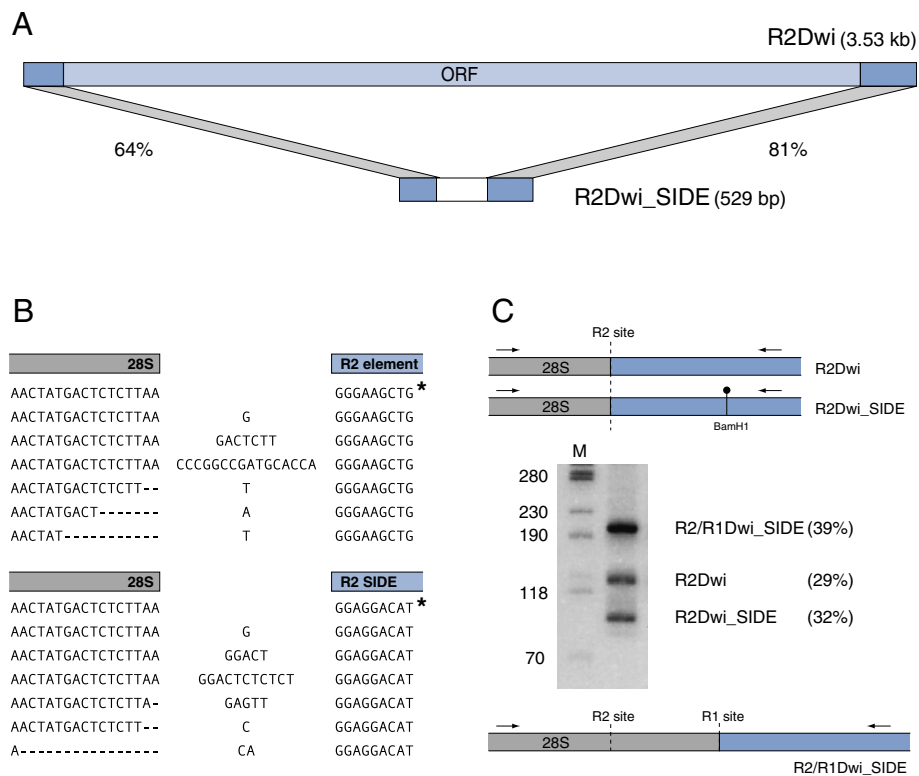 A
R2Dwi (3.53 kb)
ORF
64%
81%
R2Dwi_SIDE (529 bp)
B
28S
R2 element
AACTATGACTCTCTTAA GGGAAGCTG *
AACTATGACTCTCTTAA G GGGAAGCTG
AACTATGACTCTCTTAA GACTCTT GGGAAGCTG
AACTATGACTCTCTTAA CCCGGCCGATGCACCA GGGAAGCTG
AACTATGACTCTCTT-- T GGGAAGCTG
AACTATGACT------- A GGGAAGCTG
AACTAT----------- T GGGAAGCTG
28S
R2 SIDE
AACTATGACTCTCTTAA GGAGGACAT *
AACTATGACTCTCTTAA G GGAGGACAT
AACTATGACTCTCTTAA GGACT GGAGGACAT
AACTATGACTCTCTTAA GGACTCTCTCT GGAGGACAT
AACTATGACTCTCTTA- GAGTT GGAGGACAT
AACTATGACTCTCTT-- C GGAGGACAT
A---------------- CA GGAGGACAT
C
R2 site
28S
R2Dwi
28S
R2Dwi_SIDE
BamH1
M
280
230
190
118
70
R2/R1Dwi_SIDE (39%)
R2Dwi (29%)
R2Dwi_SIDE (32%)
R2 site
R1 site
28S
R2/R1Dwi_SIDE